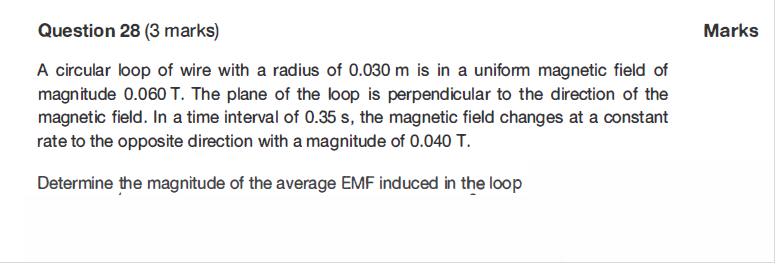 Question 28 (3 marks) Marks
A circular loop of wire with a radius of 0.030 m is in a uniform magnetic field of
magnitude 0.060 T. The plane of the loop is perpendicular to the direction of the
magnetic field. In a time interval of 0.35 s, the magnetic field changes at a constant
rate to the opposite direction with a magnitude of 0.040 T.
Determine the magnitude of the average EMF induced in the loop